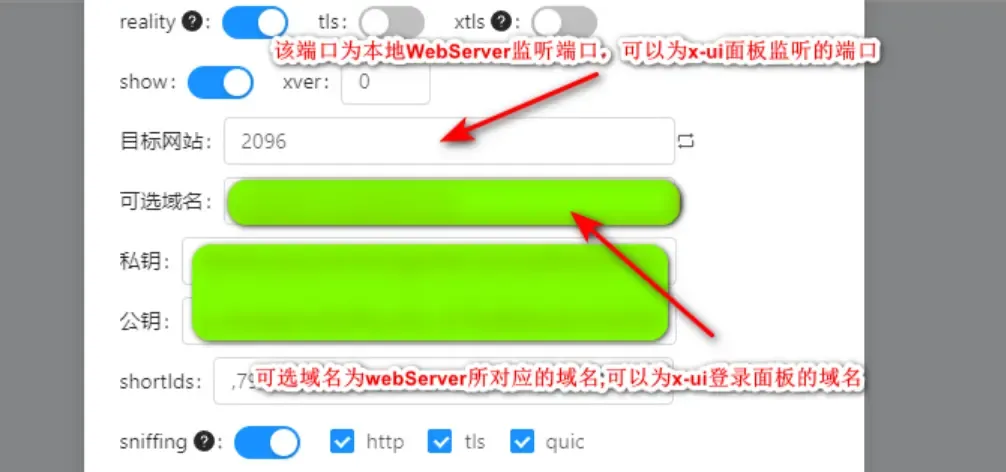 reality ?: tls: xtls ?:
该端口为本地WebServer监听端口，可以为x-ui面板监听的端口
show: xver: 0
目标网站: 2096
可选域名:
私钥:
公钥:
shortIds: ,79
可选域名为webServer所对应的域名;可以为x-ui登录面板的域名
sniffing ?: http tls quic